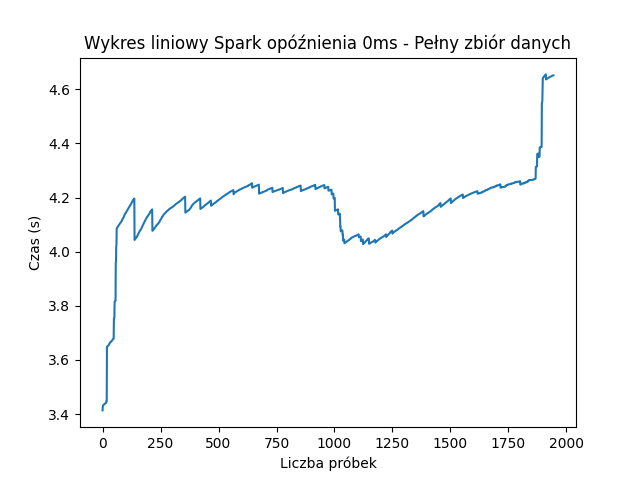 Wykres liniowy Spark opóźnienia 0ms - Pełny zbiór danych
4.6
4.4
4.2
4.0
3.8
3.6
3.4
Czas (s)
0 250 500 750 1000 1250 1500 1750 2000
Liczba próbek